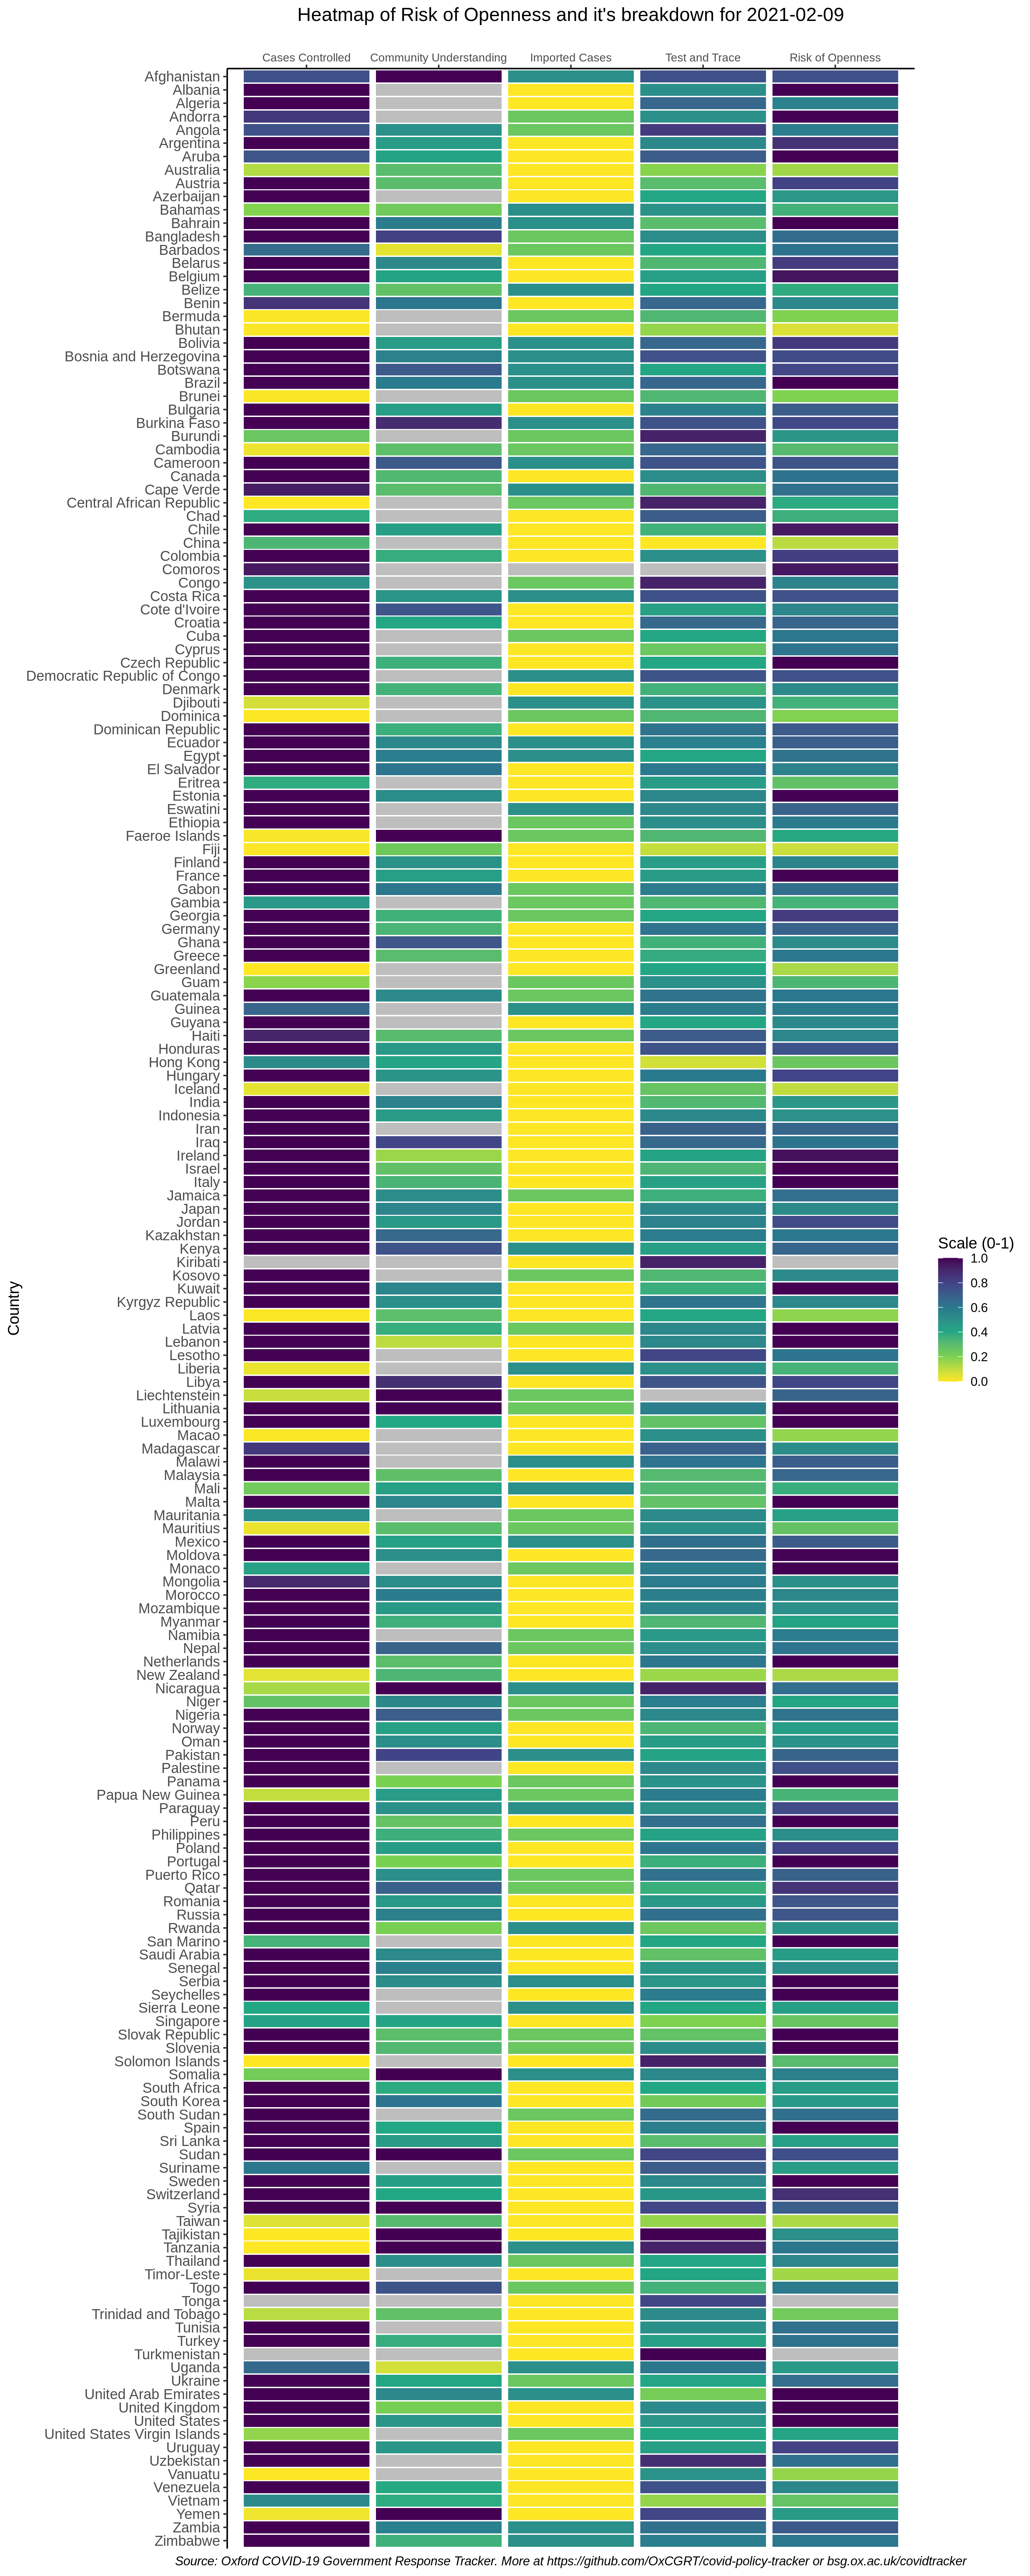 Heatmap of Risk of Openness and it's breakdown for 2021-02-09
Cases Controlled Community Understanding Imported Cases Test and Trace Risk of Openness
Afghanistan
Albania
Algeria
Andorra
Angola
Argentina
Aruba
Australia
Austria
Azerbaijan
Bahamas
Bahrain
Bangladesh
Barbados
Belarus
Belgium
Belize
Benin
Bermuda
Bhutan
Bolivia
Bosnia and Herzegovina
Botswana
Brazil
Brunei
Bulgaria
Burkina Faso
Burundi
Cambodia
Cameroon
Canada
Cape Verde
Central African Republic
Chad
Chile
China
Colombia
Comoros
Congo
Costa Rica
Cote d'Ivoire
Croatia
Cuba
Cyprus
Czech Republic
Democratic Republic of Congo
Denmark
Djibouti
Dominica
Dominican Republic
Ecuador
Egypt
El Salvador
Eritrea
Estonia
Eswatini
Ethiopia
Faeroe Islands
Fiji
Finland
France
Gabon
Gambia
Georgia
Germany
Ghana
Greece
Greenland
Guam
Guatemala
Guinea
Guyana
Haiti
Honduras
Hong Kong
Hungary
Iceland
India
Indonesia
Iran
Iraq
Ireland
Israel
Italy
Jamaica
Japan
Jordan
Kazakhstan
Kenya
Kiribati
Kosovo
Kuwait
Kyrgyz Republic
Laos
Latvia
Lebanon
Lesotho
Liberia
Libya
Liechtenstein
Lithuania
Luxembourg
Macao
Madagascar
Malawi
Malaysia
Mali
Malta
Mauritania
Mauritius
Mexico
Moldova
Monaco
Mongolia
Morocco
Mozambique
Myanmar
Namibia
Nepal
Netherlands
New Zealand
Nicaragua
Niger
Nigeria
Norway
Oman
Pakistan
Palestine
Panama
Papua New Guinea
Paraguay
Peru
Philippines
Poland
Portugal
Puerto Rico
Qatar
Romania
Russia
Rwanda
San Marino
Saudi Arabia
Senegal
Serbia
Seychelles
Sierra Leone
Singapore
Slovak Republic
Slovenia
Solomon Islands
Somalia
South Africa
South Korea
South Sudan
Spain
Sri Lanka
Sudan
Suriname
Sweden
Switzerland
Syria
Taiwan
Tajikistan
Tanzania
Thailand
Timor-Leste
Togo
Tonga
Trinidad and Tobago
Tunisia
Turkey
Turkmenistan
Uganda
Ukraine
United Arab Emirates
United Kingdom
United States
United States Virgin Islands
Uruguay
Uzbekistan
Vanuatu
Venezuela
Vietnam
Yemen
Zambia
Zimbabwe
Country
Scale (0-1)
1.0
0.8
0.6
0.4
0.2
0.0
Source: Oxford COVID-19 Government Response Tracker. More at https://github.com/OxCGRT/covid-policy-tracker or bsg.ox.ac.uk/covidtracker